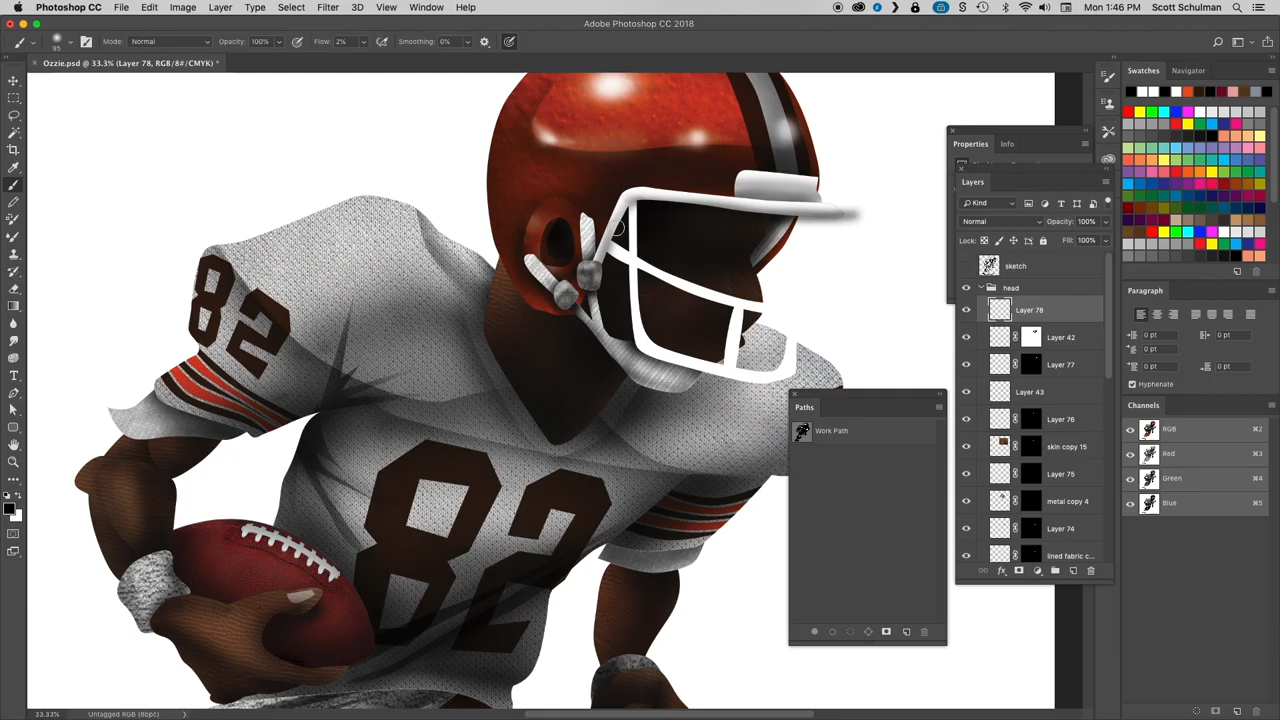 Photoshop CC File Edit Image Layer Type Select Filter 3D View Window Help Mon 1:46 PM Scott Schulman
Adobe Photoshop CC 2018
95 Mode: Normal Opacity: 100% Flow: 2% Smoothing: 0%
× Ozzie.psd @ 33.3% (Layer 78, RGB/8#/CMYK) *
Swatches Navigator
Properties Info
Layers
Kind
Normal Opacity: 100%
Lock: Fill: 100%
sketch
head
Layer 78
Layer 42
Layer 77
Layer 43
Layer 76
skin copy 15
Layer 75
metal copy 4
Layer 74
lined fabric c...
Paragraph
0 pt 0 pt
0 pt
0 pt 0 pt
Hyphenate
Channels
RGB ⌘2
Red ⌘3
Green ⌘4
Blue ⌘5
Paths
Work Path
82
82
33.33% Untagged RGB (8bpc)